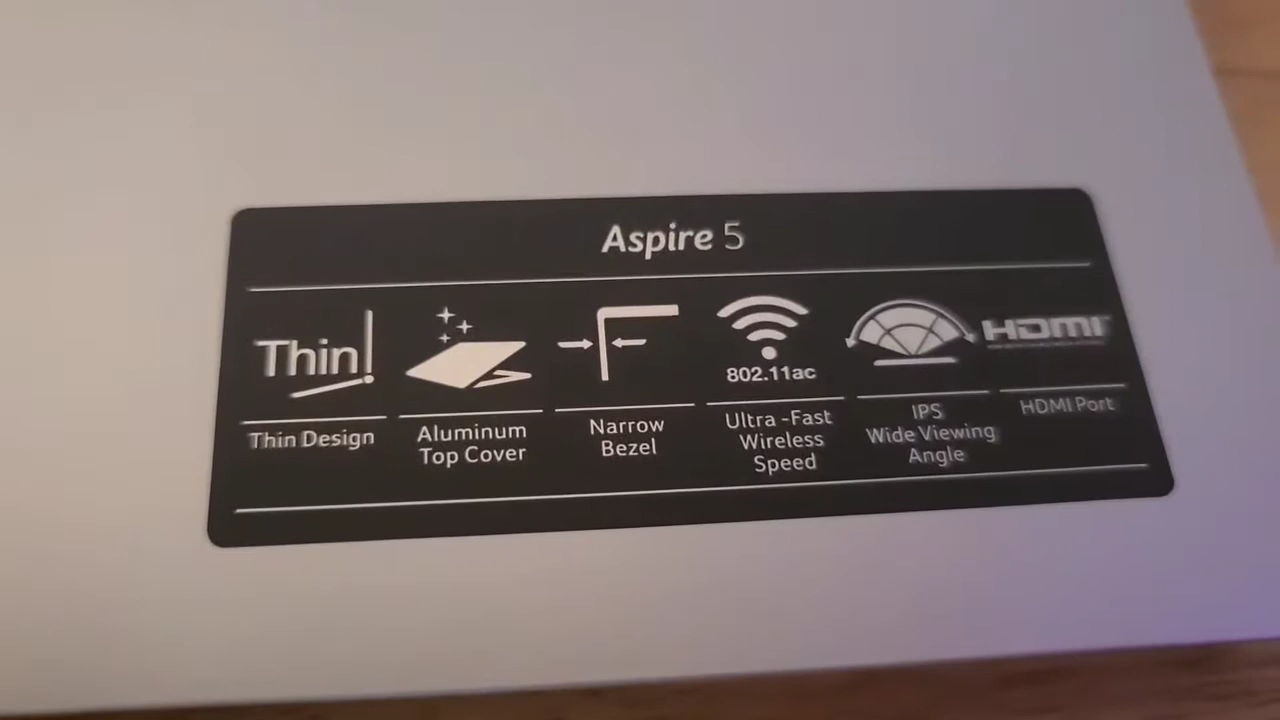 Aspire 5
Thin
Thin Design
Aluminum
Top Cover
Narrow
Bezel
802.11ac
Ultra -Fast
Wireless
Speed
IPS
Wide Viewing
Angle
HDMI
HDMI Port